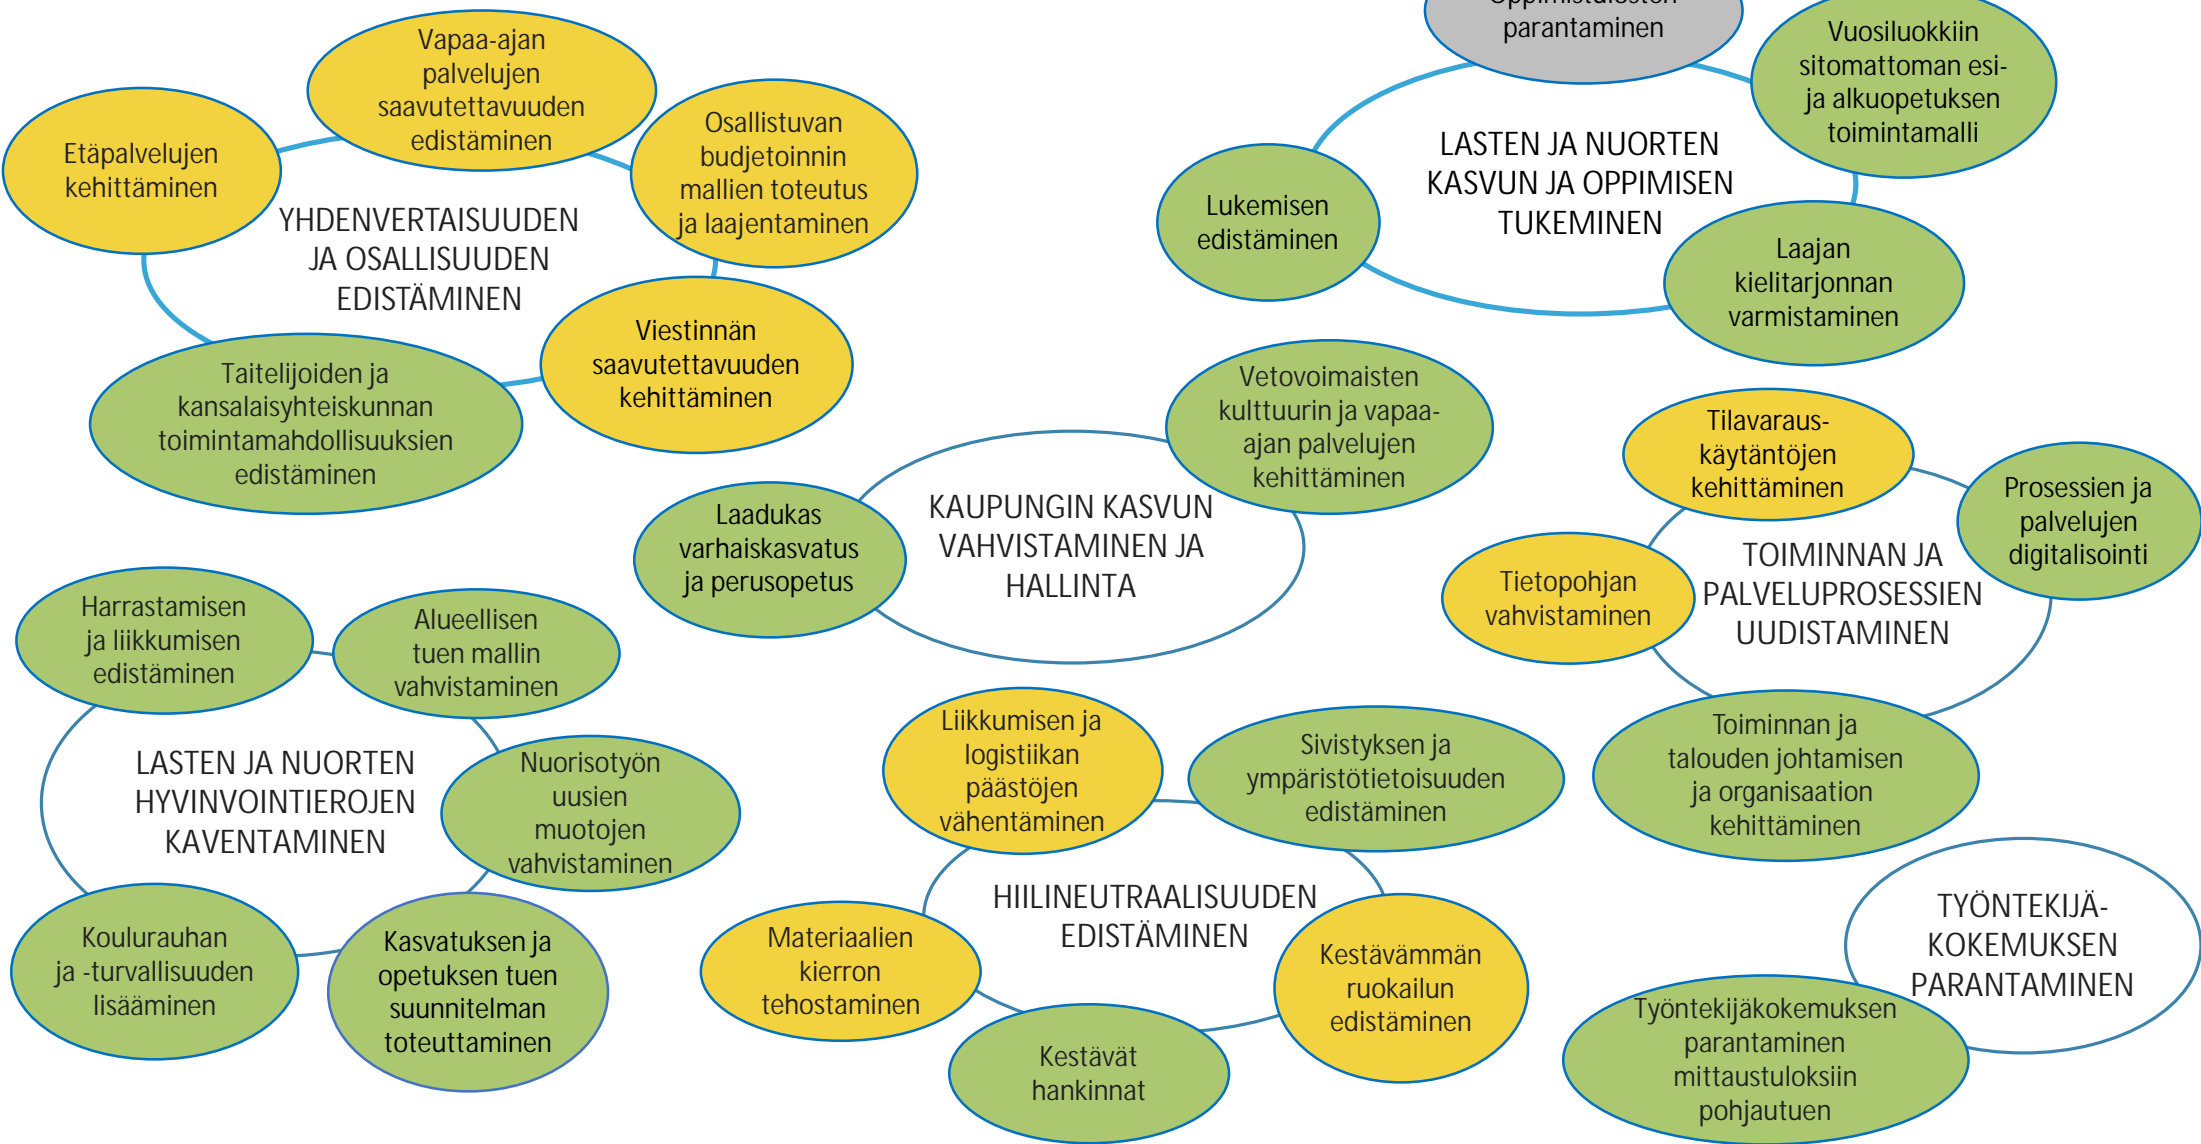 Vapaa-ajan
palvelujen
saavutettavuuden
edistäminen
Etäpalvelujen
kehittäminen
Osallistuvan
budjetoinnin
mallien toteutus
ja laajentaminen
YHDENVERTAISUUDEN
JA OSALLISUUDEN
EDISTÄMINEN
Viestinnän
saavutettavuuden
kehittäminen
Taitelijoiden ja
kansalaisyhteiskunnan
toimintamahdollisuuksien
edistäminen
Oppimistulosten
parantaminen
Vuosiluokkiin
sitomattoman esi-
ja alkuopetuksen
toimintamalli
LASTEN JA NUORTEN
KASVUN JA OPPIMISEN
TUKEMINEN
Lukemisen
edistäminen
Laajan
kielitarjonnan
varmistaminen
Vetovoimaisten
kulttuurin ja vapaa-
ajan palvelujen
kehittäminen
KAUPUNGIN KASVUN
VAHVISTAMINEN JA
HALLINTA
Laadukas
varhaiskasvatus
ja perusopetus
Tilavaraus-
käytäntöjen
kehittäminen
Prosessien ja
palvelujen
digitalisointi
Tietopohjan
vahvistaminen
TOIMINNAN JA
PALVELUPROSESSIEN
UUDISTAMINEN
Toiminnan ja
talouden johtamisen
ja organisaation
kehittäminen
Harrastamisen
ja liikkumisen
edistäminen
Alueellisen
tuen mallin
vahvistaminen
LASTEN JA NUORTEN
HYVINVOINTIEROJEN
KAVENTAMINEN
Nuorisotyön
uusien
muotojen
vahvistaminen
Koulurauhan
ja -turvallisuuden
lisääminen
Kasvatuksen ja
opetuksen tuen
suunnitelman
toteuttaminen
Liikkumisen ja
logistiikan
päästöjen
vähentäminen
Sivistyksen ja
ympäristötietoisuuden
edistäminen
HIILINEUTRAALISUUDEN
EDISTÄMINEN
Materiaalien
kierron
tehostaminen
Kestävämmän
ruokailun
edistäminen
Kestävät
hankinnat
TYÖNTEKIJÄ-
KOKEMUKSEN
PARANTAMINEN
Työntekijäkokemuksen
parantaminen
mittaustuloksiin
pohjautuen